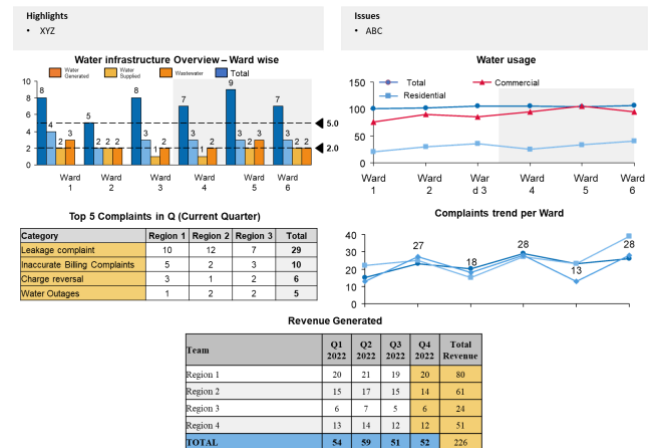 Highlights
• XYZ
Issues
• ABC
Water infrastructure Overview – Ward wise
Water Generated
Water Supplied
Wastewater
Total
10
8
6
4
2
0
8 4 2 3
5 2 2 2
8 3 1 2
7 3 1 2
9 3 2 3
7 3 2 2
5.0
2.0
Ward 1
Ward 2
Ward 3
Ward 4
Ward 5
Ward 6
Water usage
Total
Commercial
Residential
150
100
50
0
Ward 1
Ward 2
War d 3
Ward 4
Ward 5
Ward 6
Top 5 Complaints in Q (Current Quarter)
Category Region 1 Region 2 Region 3 Total
Leakage complaint 10 12 7 29
Inaccurate Billing Complaints 5 2 3 10
Charge reversal 3 1 2 6
Water Outages 1 2 2 5
Complaints trend per Ward
40
30
20
10
0
27
18
28
13
28
Revenue Generated
Team Q1 2022 Q2 2022 Q3 2022 Q4 2022 Total Revenue
Region 1 20 21 19 20 80
Region 2 15 17 15 14 61
Region 3 6 7 5 6 24
Region 4 13 14 12 12 51
TOTAL 54 59 51 52 226